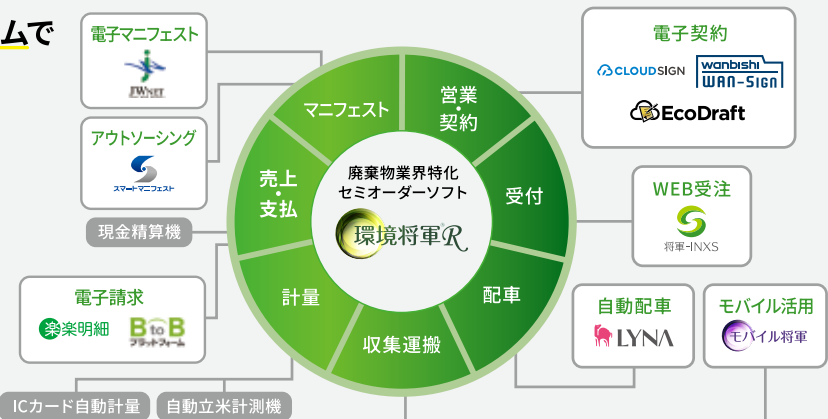 ムで
電子マニフェスト
JWNET
アウトソーシング
スマートマニフェスト
現金精算機
電子請求
楽楽明細
BtoB
プラットフォーム
ICカード自動計量
自動立米計測機
マニフェスト
営業
・
契約
売上
・
支払
受付
計量
配車
収集運搬
廃棄物業界特化
セミオーダーソフト
環境将軍R
電子契約
CLOUDSIGN
wanbishi
WAN-SIGN
EcoDraft
WEB受注
将軍-INXS
自動配車
LYNA
モバイル活用
モバイル将軍